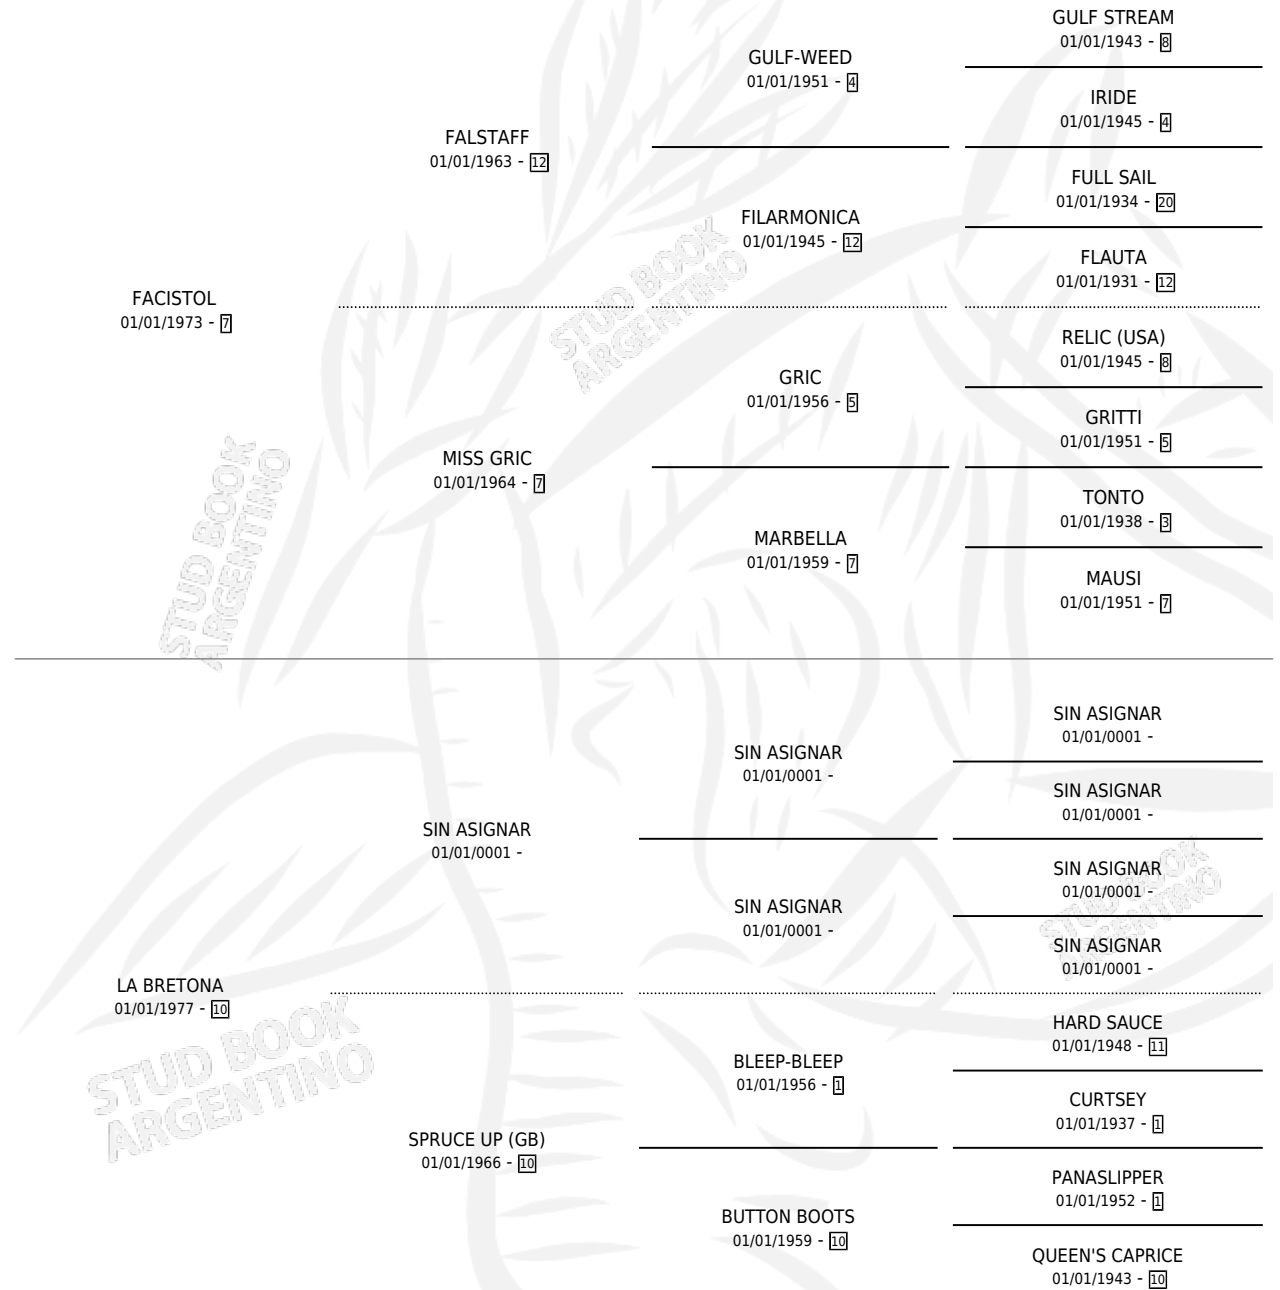 GULF STREAM
01/01/1943 - 8
GULF-WEED
01/01/1951 - 4
IRIDE
01/01/1945 - 4
FALSTAFF
01/01/1963 - 12
FULL SAIL
01/01/1934 - 20
FILARMONICA
01/01/1945 - 12
FLAUTA
01/01/1931 - 12
FACISTOL
01/01/1973 - 7
RELIC (USA)
01/01/1945 - 8
GRIC
01/01/1956 - 5
GRITTI
01/01/1951 - 5
MISS GRIC
01/01/1964 - 7
TONTO
01/01/1938 - 3
MARBELLA
01/01/1959 - 7
MAUSI
01/01/1951 - 7
STUD BOOK
ARGENTINO
STUD BOOK
ARGENTINO
SIN ASIGNAR
01/01/0001 -
SIN ASIGNAR
01/01/0001 -
SIN ASIGNAR
01/01/0001 -
SIN ASIGNAR
01/01/0001 -
SIN ASIGNAR
01/01/0001 -
SIN ASIGNAR
01/01/0001 -
SIN ASIGNAR
01/01/0001 -
LA BRETONA
01/01/1977 - 10
HARD SAUCE
01/01/1948 - 11
BLEEP-BLEEP
01/01/1956 - 1
CURTSEY
01/01/1937 - 1
SPRUCE UP (GB)
01/01/1966 - 10
PANASLIPPER
01/01/1952 - 1
BUTTON BOOTS
01/01/1959 - 10
QUEEN'S CAPRICE
01/01/1943 - 10
STUD BOOK
ARGENTINO
STUD BOOK
ARGENTINO